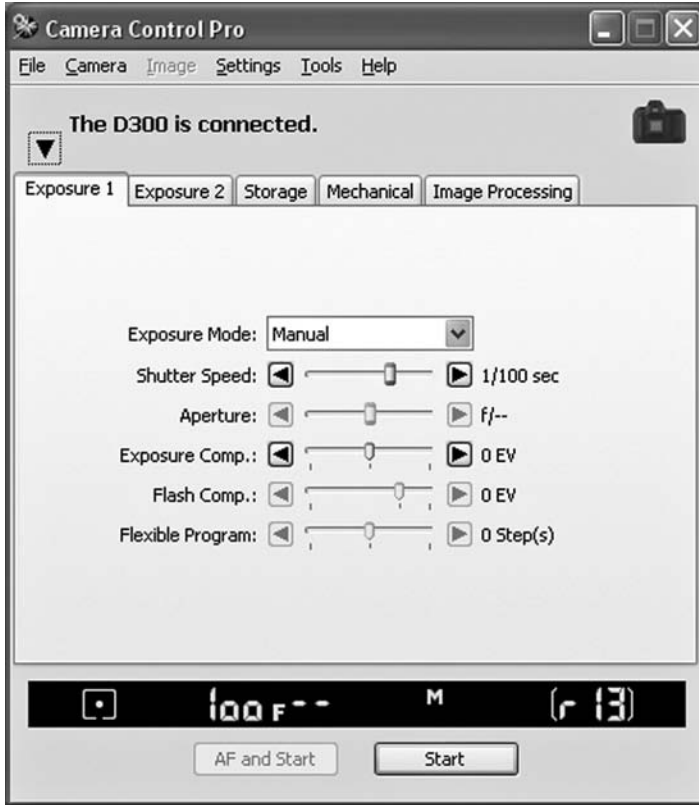 Camera Control Pro
File Camera Image Settings Tools Help
The D300 is connected.
Exposure 1 Exposure 2 Storage Mechanical Image Processing
Exposure Mode: Manual
Shutter Speed: 1/100 sec
Aperture: f/--
Exposure Comp.: 0 EV
Flash Comp.: 0 EV
Flexible Program: 0 Step(s)
100 F-- M (r 13)
AF and Start Start